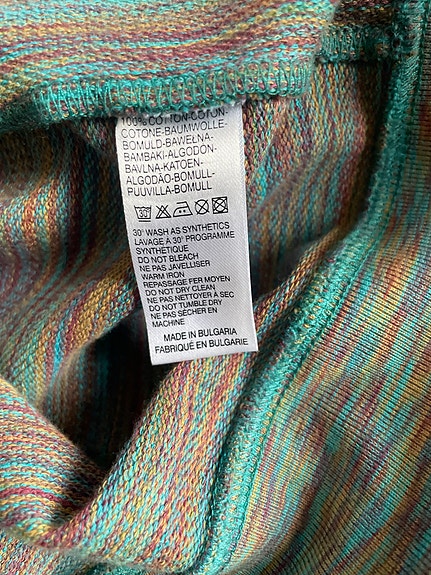 100% COTTON-COTON-
COTONE-BAUMWOLLE-
BOMULD-BAWEŁNA-
BAMBAKI-ALGODON-
BAVLNA-KATOEN-
ALGODÃO-BOMULL-
PUUVILLA-BOMULL
30°
30° WASH AS SYNTHETICS
LAVAGE À 30° PROGRAMME
SYNTHÉTIQUE
DO NOT BLEACH
NE PAS JAVELLISER
WARM IRON
REPASSAGE FER MOYEN
DO NOT DRY CLEAN
NE PAS NETTOYER À SEC
DO NOT TUMBLE DRY
NE PAS SÉCHER EN
MACHINE
MADE IN BULGARIA
FABRIQUÉ EN BULGARIE